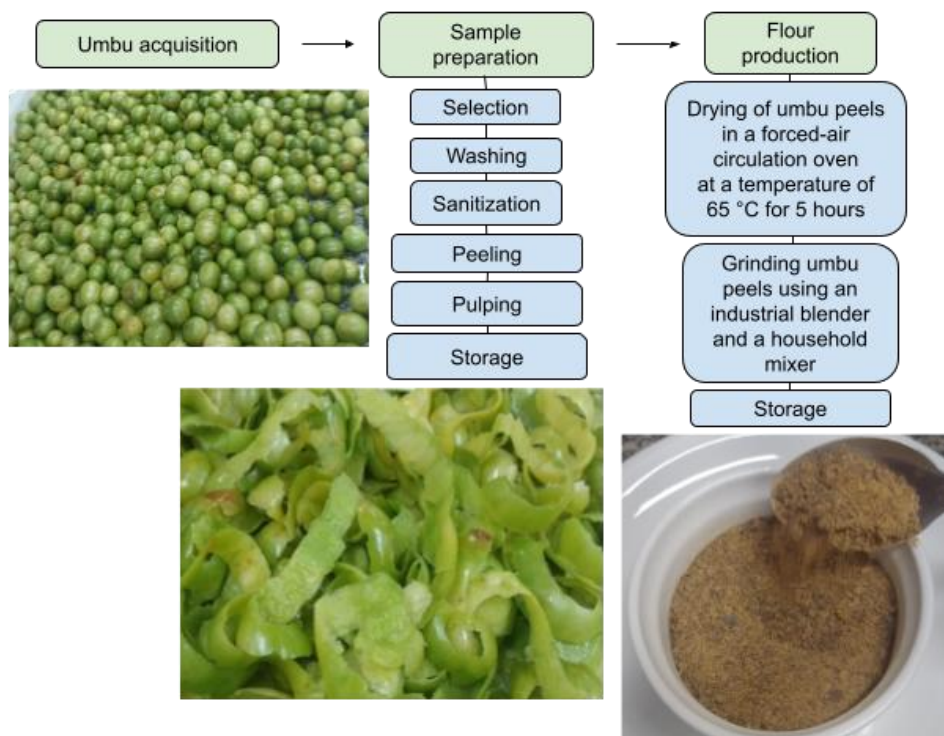 Umbu acquisition
Sample
preparation
Selection
Washing
Sanitization
Peeling
Pulping
Storage
Flour
production
Drying of umbu peels
in a forced-air
circulation oven
at a temperature of
65 °C for 5 hours
Grinding umbu
peels using an
industrial blender
and a household
mixer
Storage